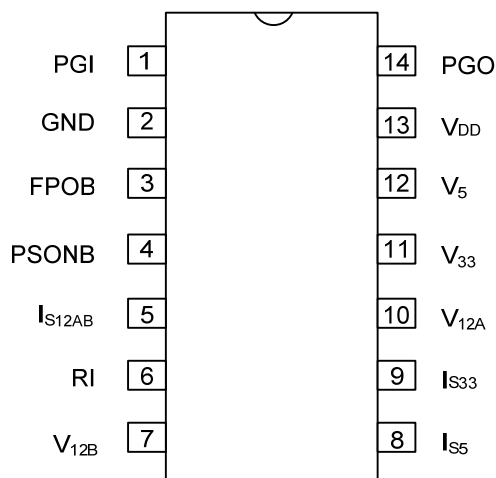 PGI 1 14 PGO
GND 2 13 VDD
FPOB 3 12 V5
PSONB 4 11 V33
IS12AB 5 10 V12A
RI 6 9 IS33
V12B 7 8 IS5